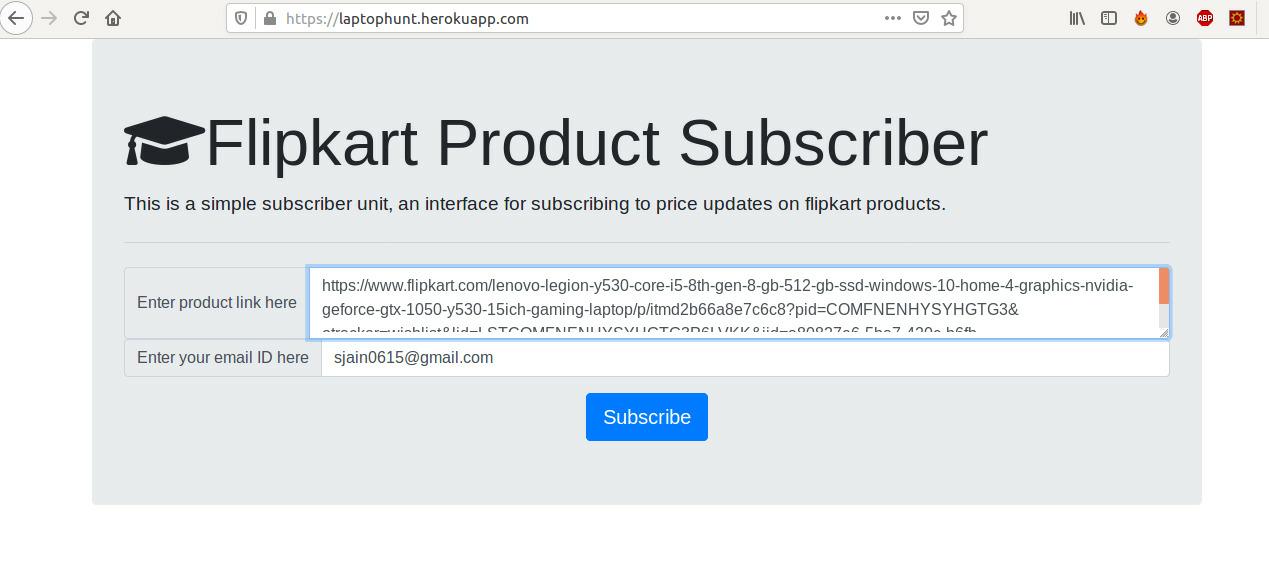 https://laptophunt.herokuapp.com
ABP
Flipkart Product Subscriber
This is a simple subscriber unit, an interface for subscribing to price updates on flipkart products.
Enter product link here
https://www.flipkart.com/lenovo-legion-y530-core-i5-8th-gen-8-gb-512-gb-ssd-windows-10-home-4-graphics-nvidia-
geforce-gtx-1050-y530-15ich-gaming-laptop/p/itmd2b66a8e7c6c8?pid=COMFNENHYSYHGTG3&
Enter your email ID here
sjain0615@gmail.com
Subscribe